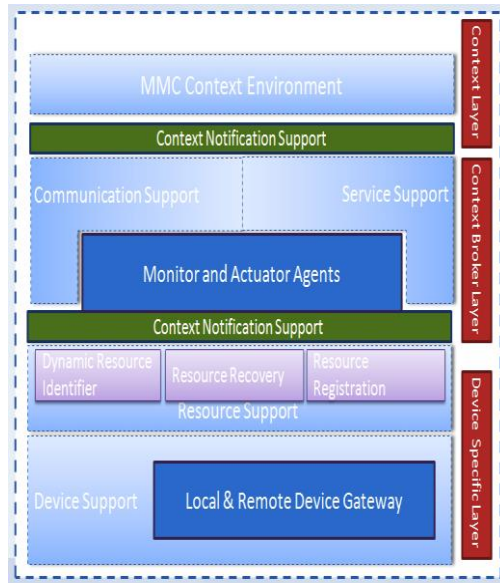 MMC Context Environment
Context Notification Support
Communication Support
Service Support
Monitor and Actuator Agents
Context Notification Support
Dynamic Resource
Identifier
Resource Recovery
Resource
Registration
Resource Support
Device Support
Local & Remote Device Gateway
Context Layer
Context Broker Layer
Device Specific Layer